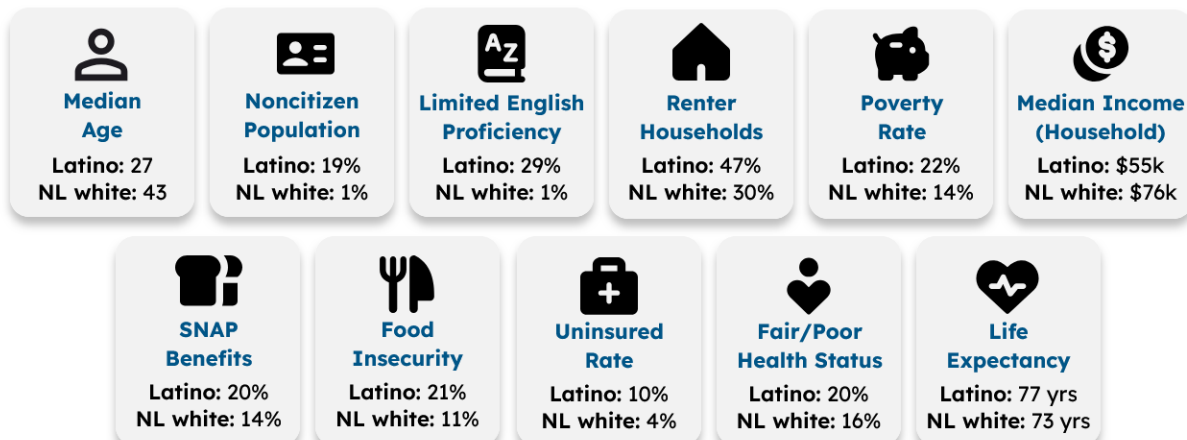 Median
Age
Latino: 27
NL white: 43
Noncitizen
Population
Latino: 19%
NL white: 1%
AZ
Limited English
Proficiency
Latino: 29%
NL white: 1%
Renter
Households
Latino: 47%
NL white: 30%
Poverty
Rate
Latino: 22%
NL white: 14%
$
Median Income
(Household)
Latino: $55k
NL white: $76k
SNAP
Benefits
Latino: 20%
NL white: 14%
Food
Insecurity
Latino: 21%
NL white: 11%
Uninsured
Rate
Latino: 10%
NL white: 4%
Fair/Poor
Health Status
Latino: 20%
NL white: 16%
Life
Expectancy
Latino: 77 yrs
NL white: 73 yrs